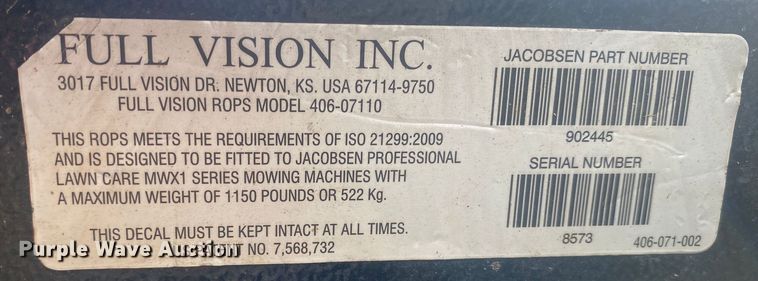 FULL VISION INC.
3017 FULL VISION DR. NEWTON, KS. USA 67114-9750
FULL VISION ROPS MODEL 406-07110
THIS ROPS MEETS THE REQUIREMENTS OF ISO 21299:2009
AND IS DESIGNED TO BE FITTED TO JACOBSEN PROFESSIONAL
LAWN CARE MWX1 SERIES MOWING MACHINES WITH
A MAXIMUM WEIGHT OF 1150 POUNDS OR 522 Kg.
THIS DECAL MUST BE KEPT INTACT AT ALL TIMES.
NO. 7,568,732
JACOBSEN PART NUMBER
902445
SERIAL NUMBER
8573
406-071-002
Purple Wave Auction